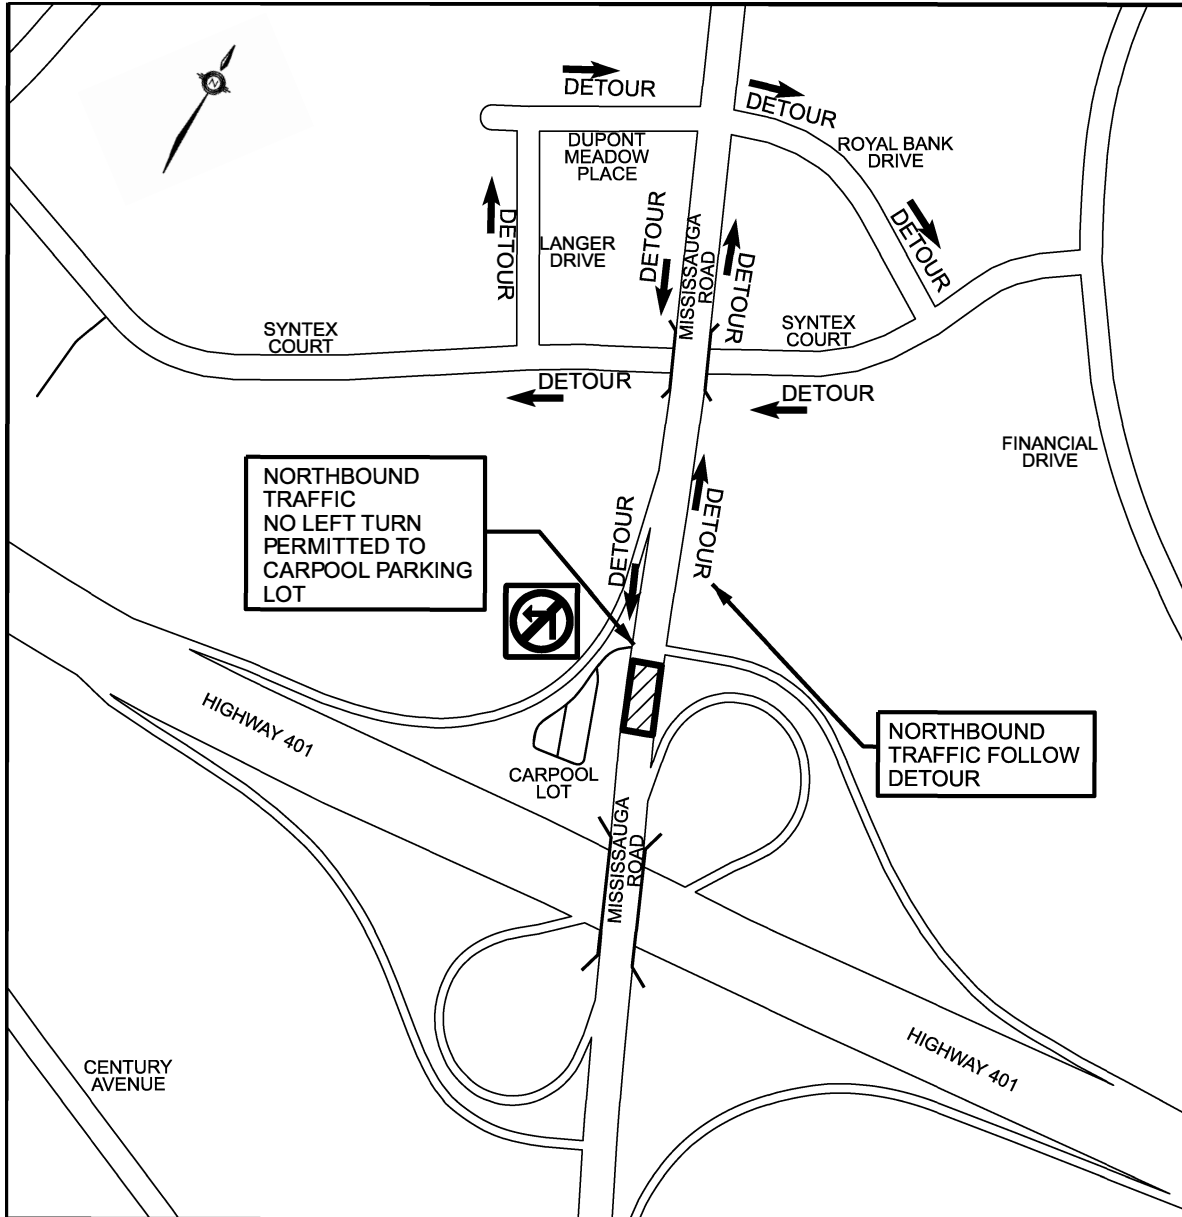 DETOUR
DETOUR
N
DUPONT
MEADOW
PLACE
ROYAL BANK
DRIVE
DETOUR
DETOUR
DETOUR
LANGER
DRIVE
MISSISSAUGA
ROAD
DETOUR
SYNTEX
COURT
SYNTEX
COURT
DETOUR
DETOUR
FINANCIAL
DRIVE
NORTHBOUND
TRAFFIC
NO LEFT TURN
PERMITTED TO
CARPOOL PARKING
LOT
DETOUR
DETOUR
HIGHWAY 401
NORTHBOUND
TRAFFIC FOLLOW
DETOUR
CARPOOL
LOT
MISSISSAUGA
ROAD
HIGHWAY 401
CENTURY
AVENUE